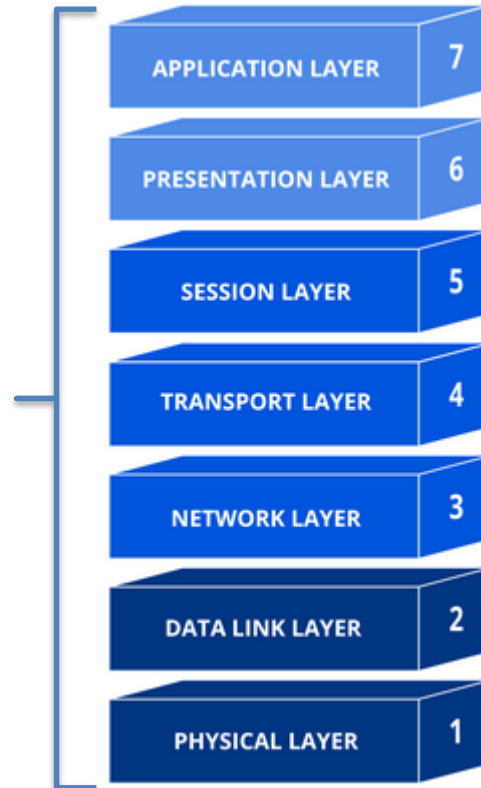 APPLICATION LAYER 7
PRESENTATION LAYER 6
SESSION LAYER 5
TRANSPORT LAYER 4
NETWORK LAYER 3
DATA LINK LAYER 2
PHYSICAL LAYER 1